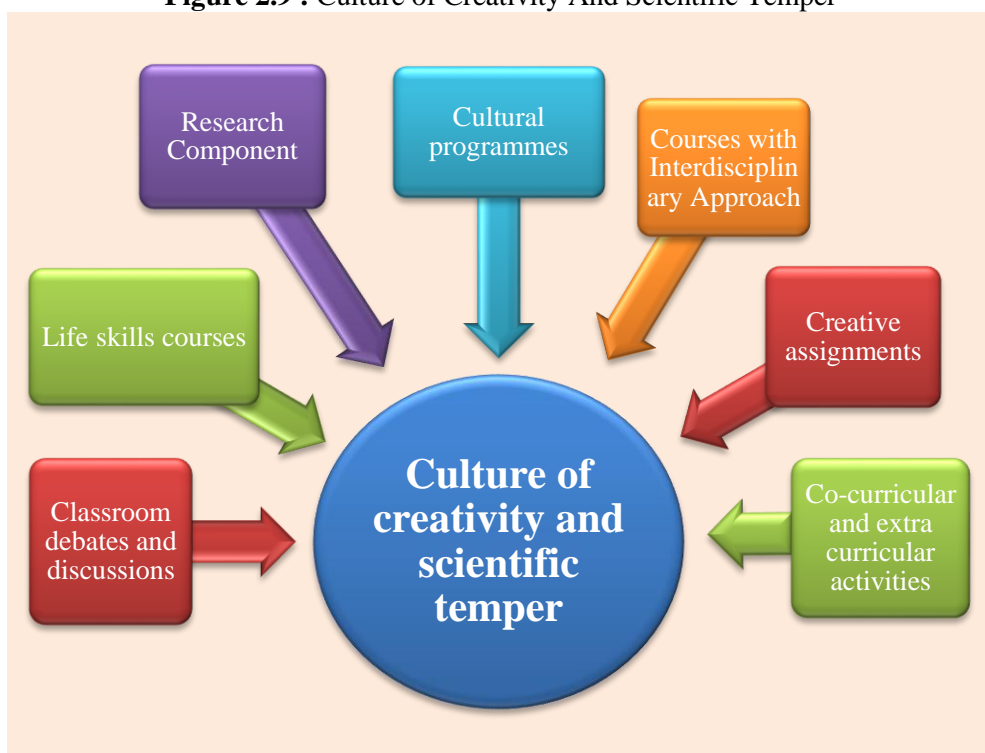 Figure 2.9 : Culture of Creativity And Scientific Temper
Research
Component
Cultural
programmes
Courses with
Interdisciplin
ary Approach
Life skills courses
Creative
assignments
Classroom
debates and
discussions
Culture of
creativity and
scientific
temper
Co-curricular
and extra
curricular
activities